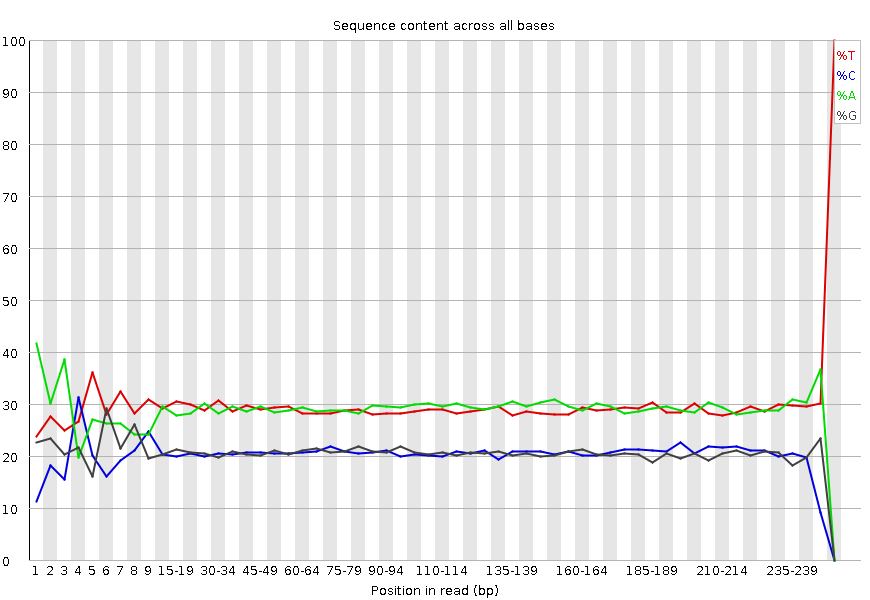 Sequence content across all bases
100
90
80
70
60
50
40
30
20
10
0
%T
%C
%A
%G
1 2 3 4 5 6 7 8 9 15-19 30-34 45-49 60-64 75-79 90-94 110-114 135-139 160-164 185-189 210-214 235-239
Position in read (bp)